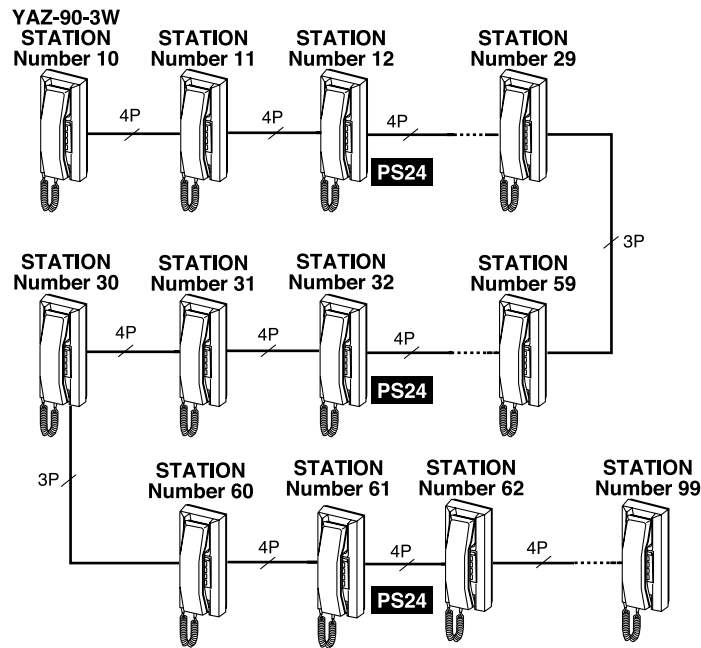 YAZ-90-3W
STATION Number 10
STATION Number 11
STATION Number 12
STATION Number 29
4P
4P
4P
PS24
3P
STATION Number 30
STATION Number 31
STATION Number 32
STATION Number 59
4P
4P
4P
PS24
3P
STATION Number 60
STATION Number 61
STATION Number 62
STATION Number 99
4P
4P
4P
PS24